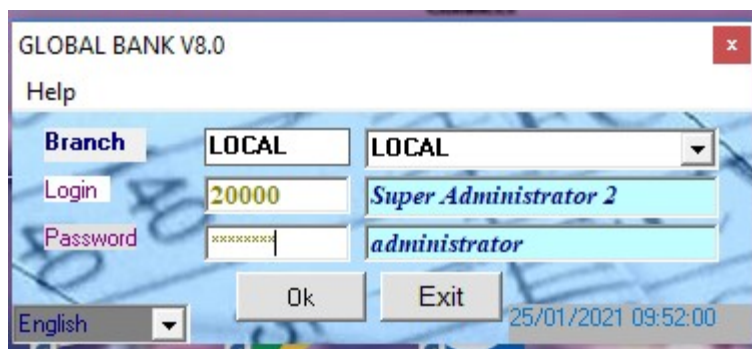 GLOBAL BANK V8.0
x
Help
Branch LOCAL LOCAL
Login 20000 Super Administrator 2
Password ×××××××× administrator
Ok Exit
English 25/01/2021 09:52:00